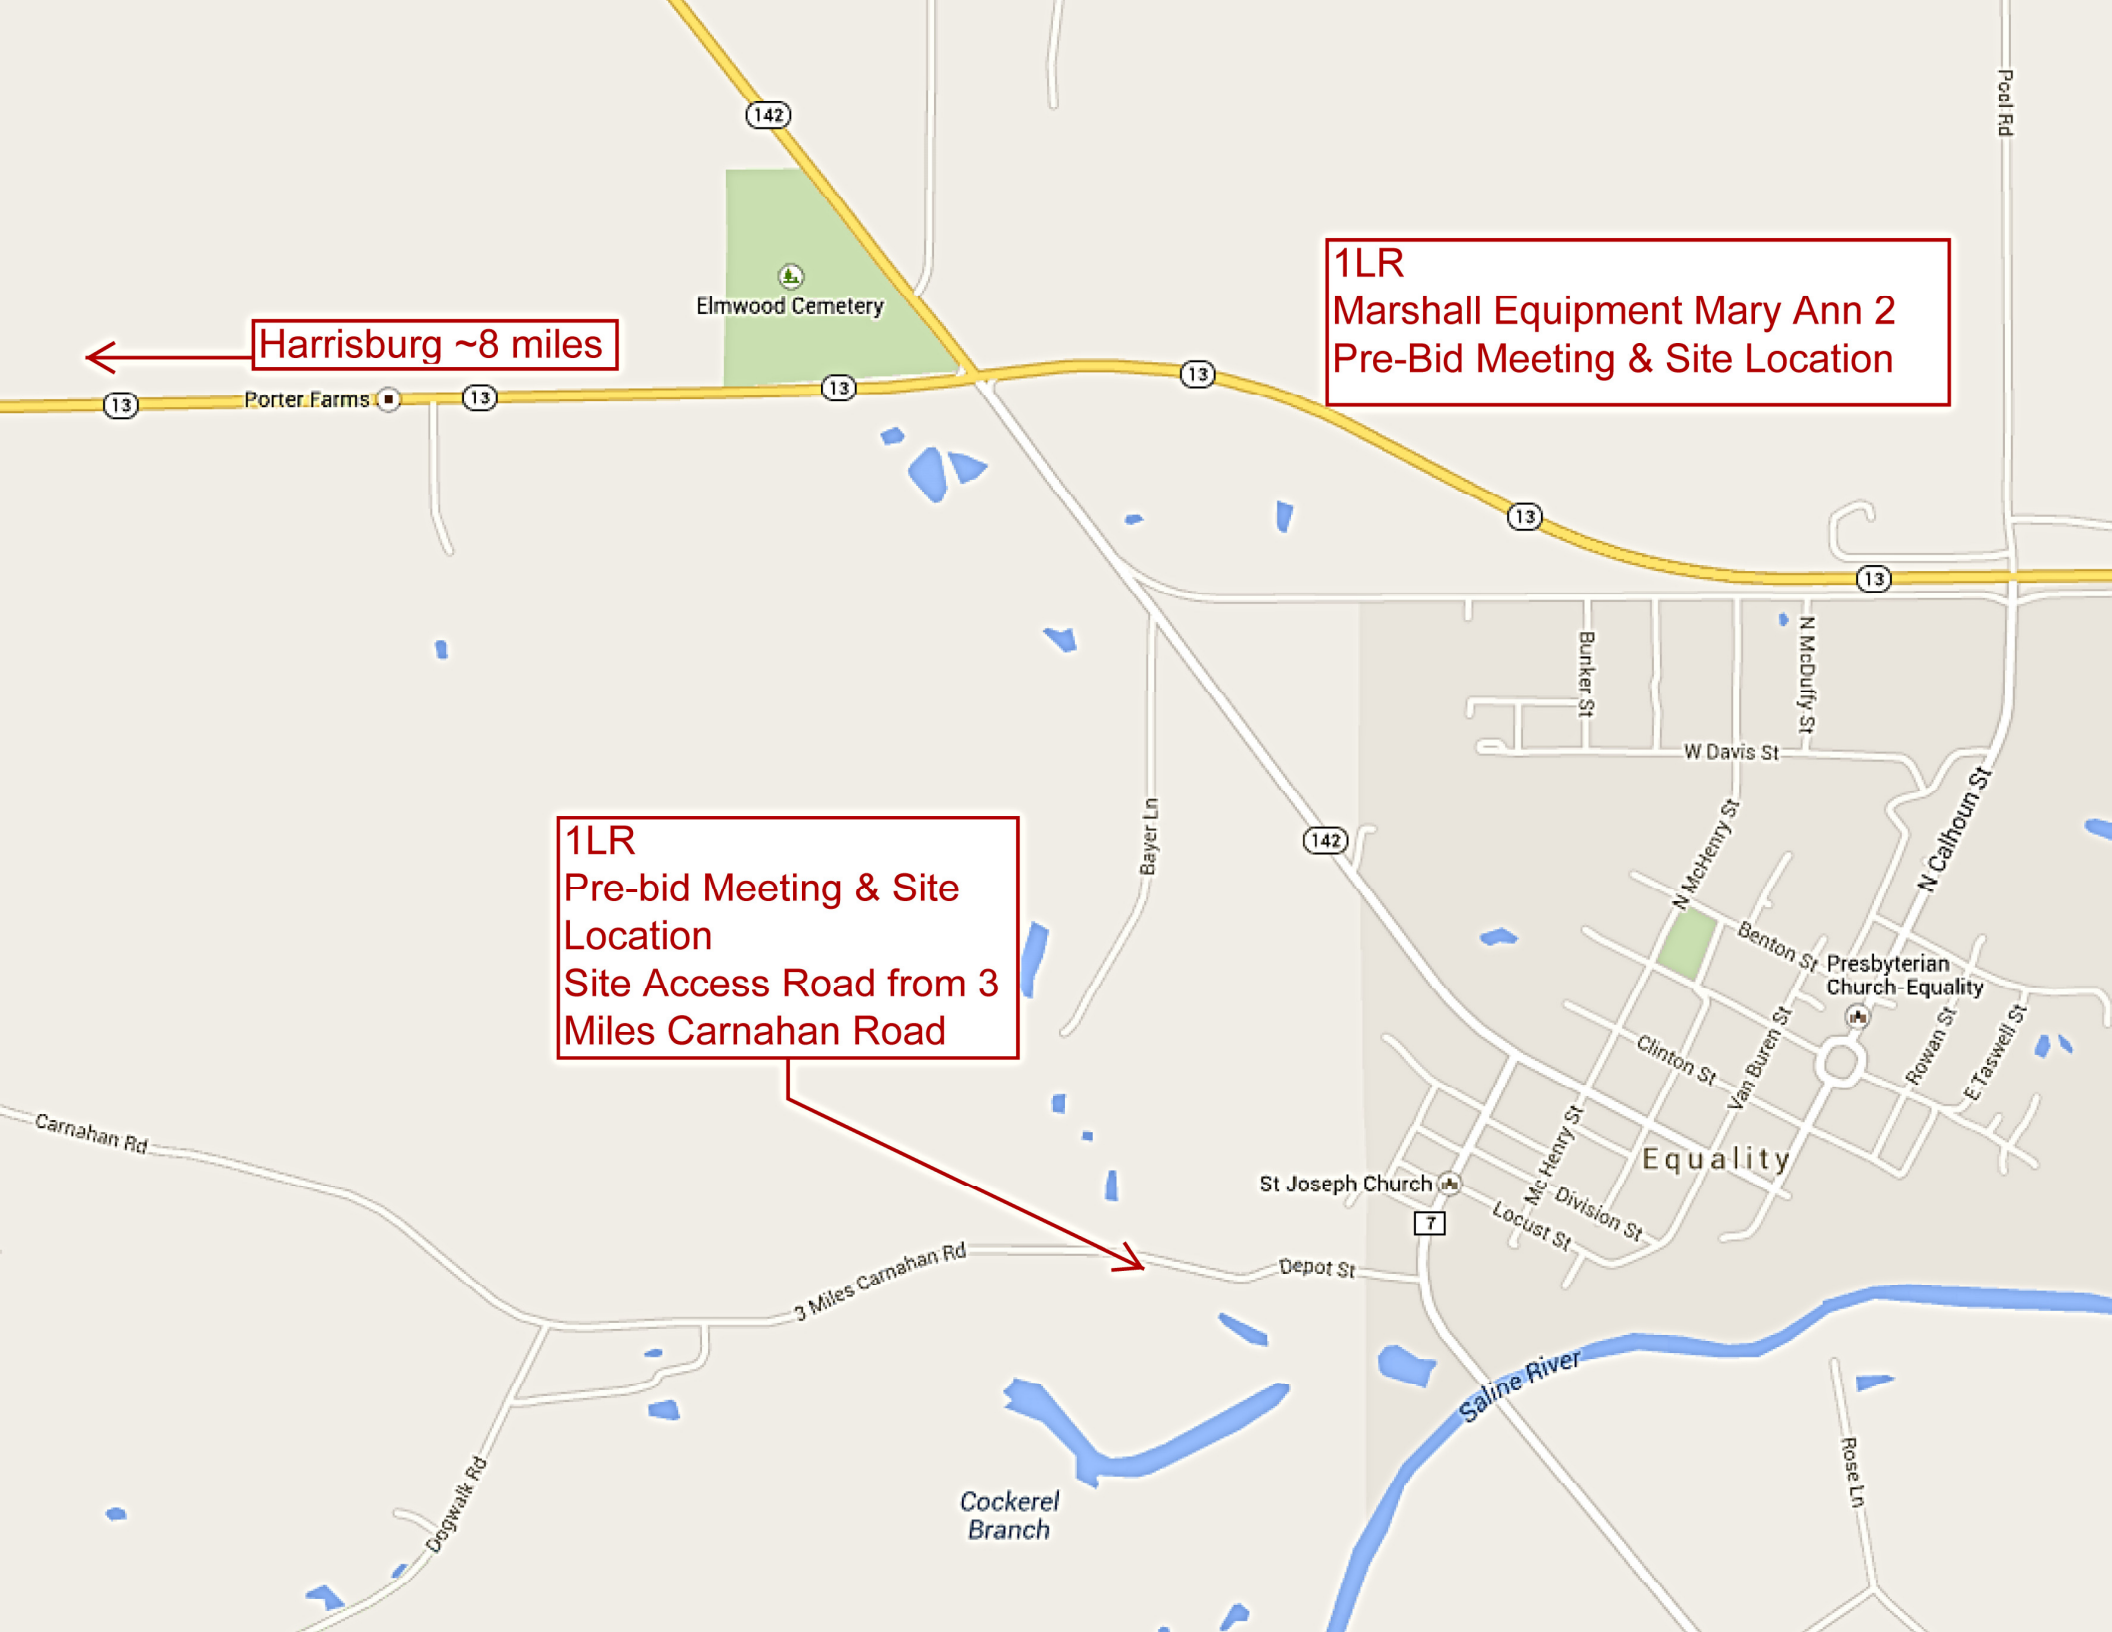 142
Pool Rd
1LR
Marshall Equipment Mary Ann 2
Pre-Bid Meeting & Site Location
Elmwood Cemetery
Harrisburg ~8 miles
13
Porter Farms
13
13
13
13
13
Bunker St
N McDuffy St
W Davis St
N Calhoun St
N McHenry St
Bayer Ln
142
1LR
Pre-bid Meeting & Site
Location
Site Access Road from 3
Miles Carnahan Road
Benton St
Presbyterian
Church-Equality
Clinton St
Van Buren St
Rowan St
E Taswell St
Carnahan Rd
Mc Henry St
Equality
St Joseph Church
7
Division St
Locust St
3 Miles Carnahan Rd
Depot St
Saline River
Dogwalk Rd
Rose Ln
Cockerel
Branch